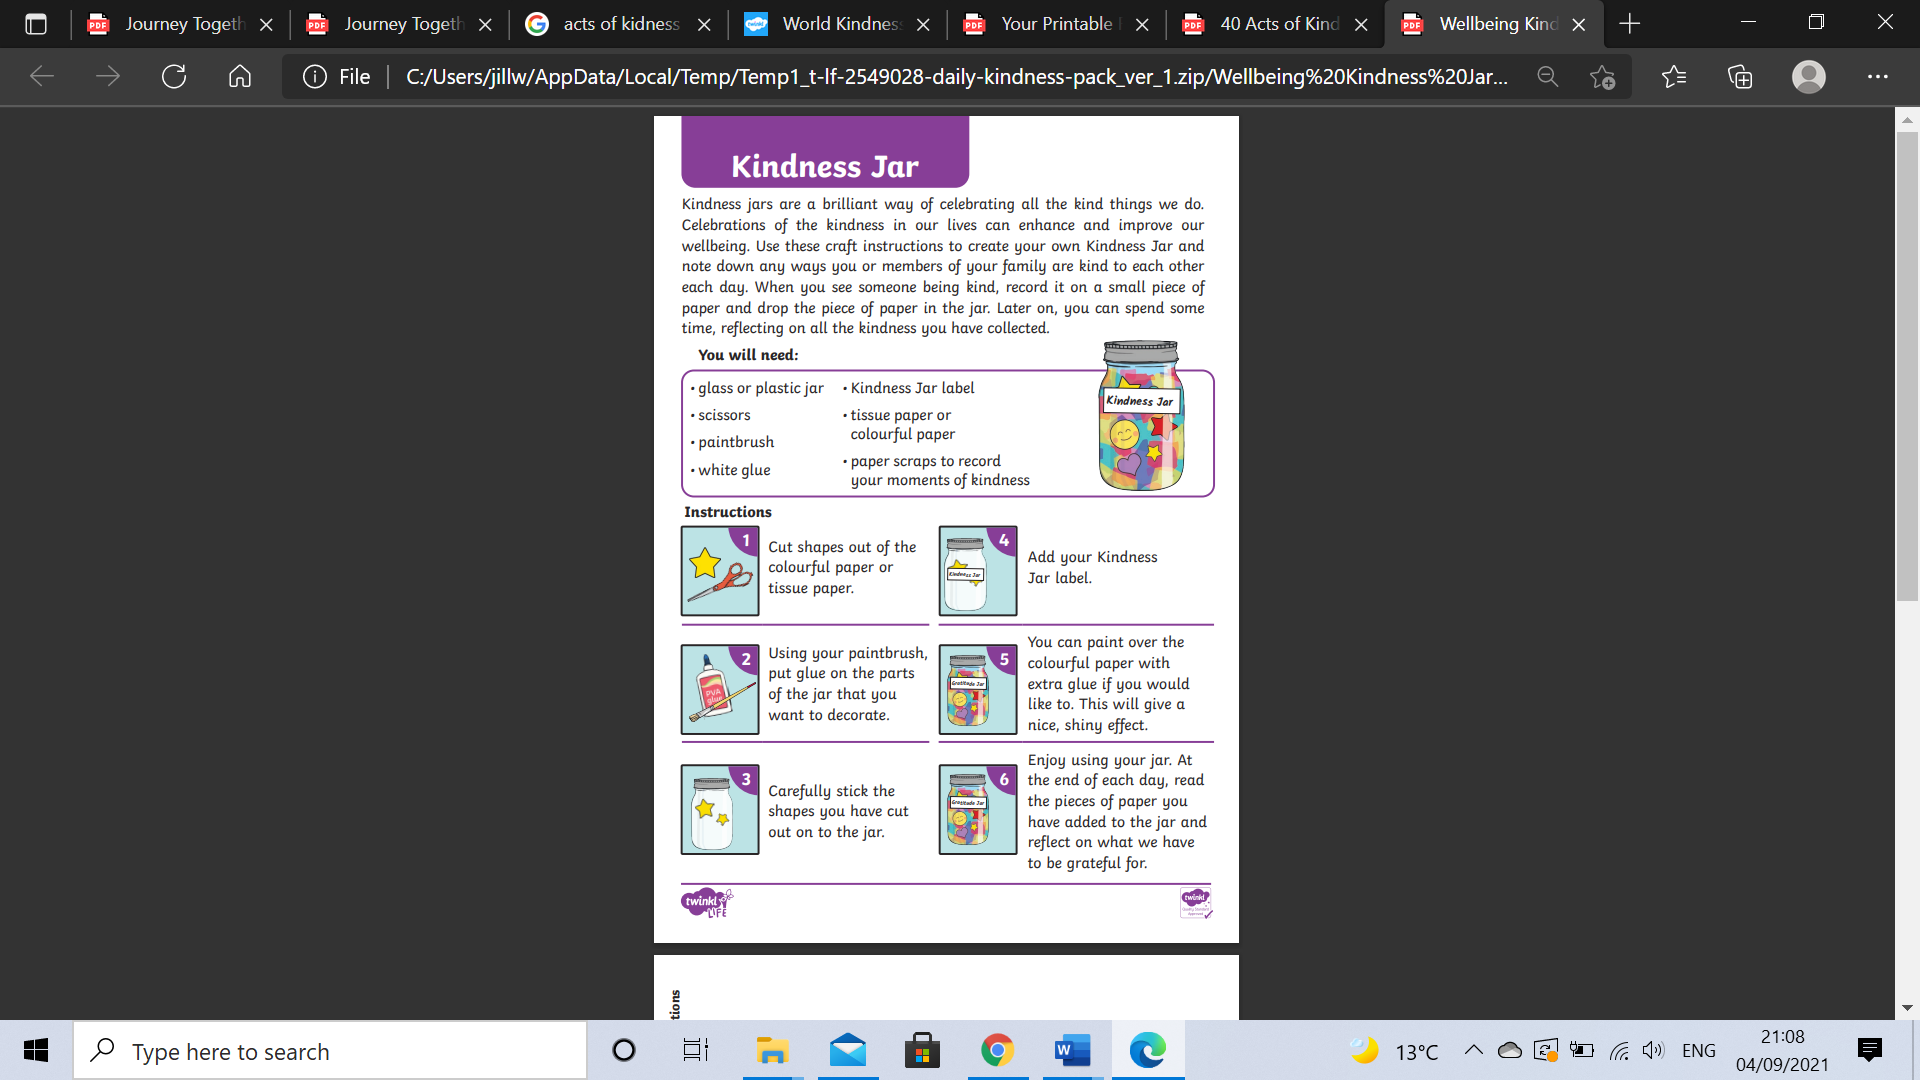 Journey Togeth
Journey Togeth
acts of kidness
World Kindness
Your Printable
40 Acts of Kind
Wellbeing Kind
File
C:/Users/jillw/AppData/Local/Temp/Temp1_t-lf-2549028-daily-kindness-pack_ver_1.zip/Wellbeing%20Kindness%20Jar...
Kindness Jar
Kindness jars are a brilliant way of celebrating all the kind things we do.
Celebrations of the kindness in our lives can enhance and improve our
wellbeing. Use these craft instructions to create your own Kindness Jar and
note down any ways you or members of your family are kind to each other
each day. When you see someone being kind, record it on a small piece of
paper and drop the piece of paper in the jar. Later on, you can spend some
time, reflecting on all the kindness you have collected.
You will need:
• glass or plastic jar
• scissors
• paintbrush
• white glue
• Kindness Jar label
• tissue paper or
colourful paper
• paper scraps to record
your moments of kindness
Kindness Jar
Instructions
1
Cut shapes out of the
colourful paper or
tissue paper.
2
PVA
glue
Using your paintbrush,
put glue on the parts
of the jar that you
want to decorate.
3
Carefully stick the
shapes you have cut
out on to the jar.
4
Kindness Jar
Add your Kindness
Jar label.
5
Gratitude Jar
You can paint over the
colourful paper with
extra glue if you would
like to. This will give a
nice, shiny effect.
6
Gratitude Jar
Enjoy using your jar. At
the end of each day, read
the pieces of paper you
have added to the jar and
reflect on what we have
to be grateful for.
twinkl
LIFE
twinkl
Quality Standard
Approved
tions
Type here to search
13°C
ENG
21:08
04/09/2021